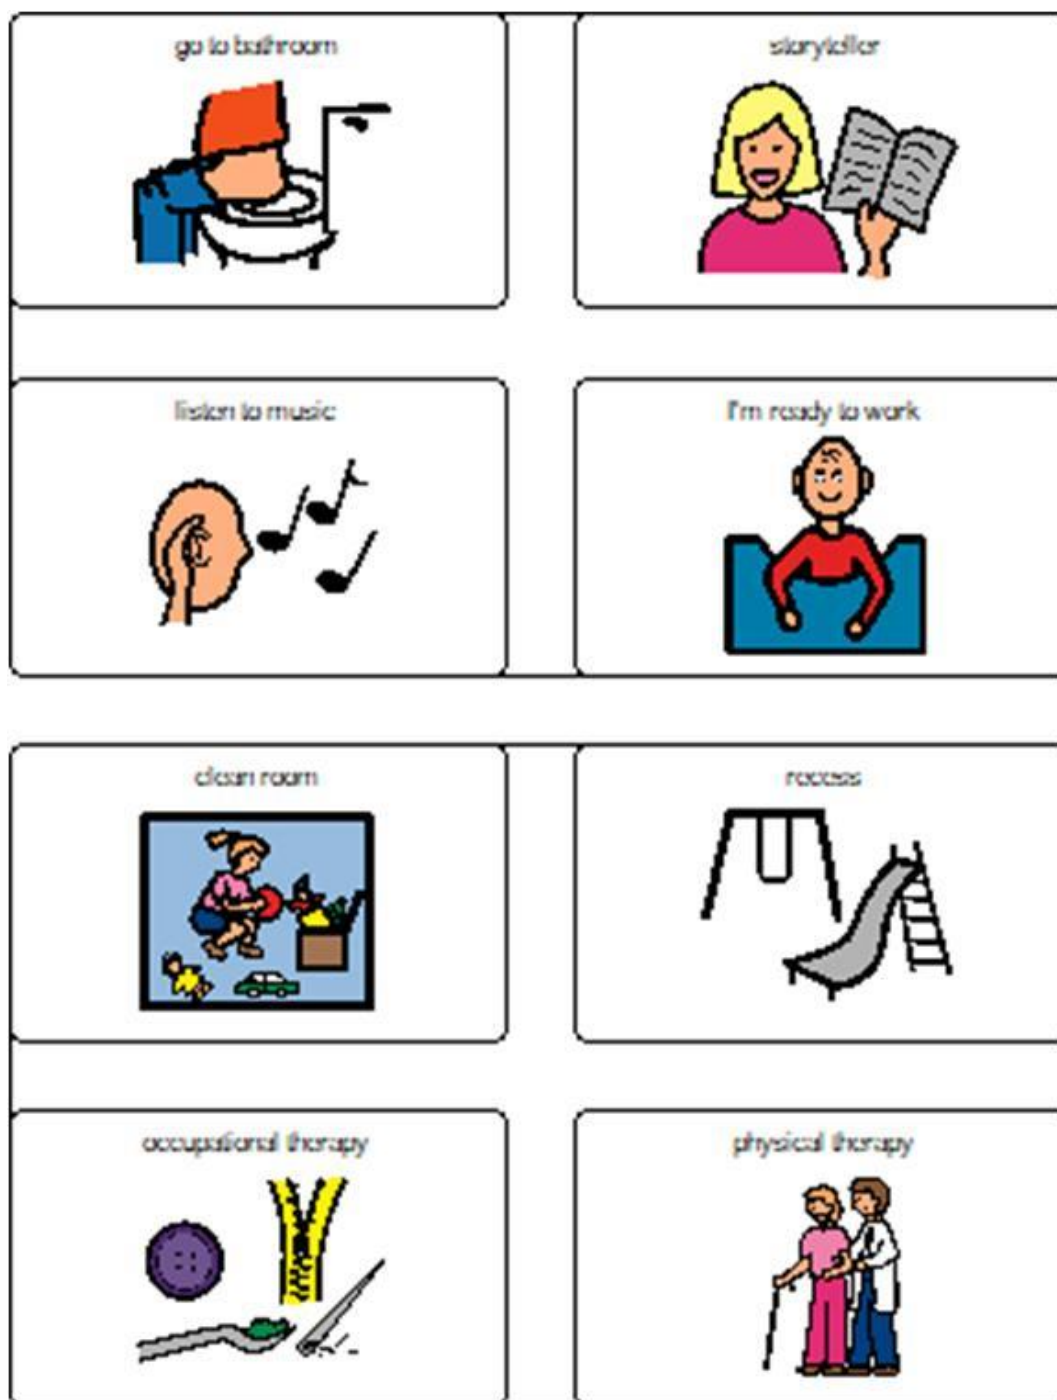 go to bathroom
storyteller
listen to music
I'm ready to work
clean room
recess
occupational therapy
physical therapy